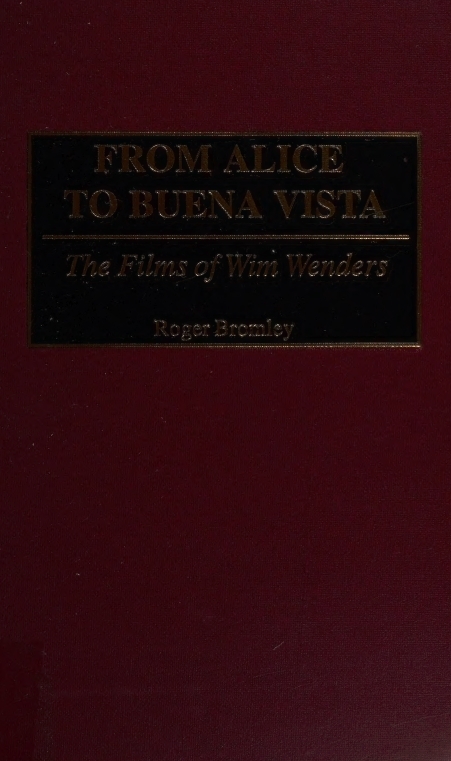 FROM ALICE
TO BUENA VISTA
The Films of Wim Wenders
Roger Bromley